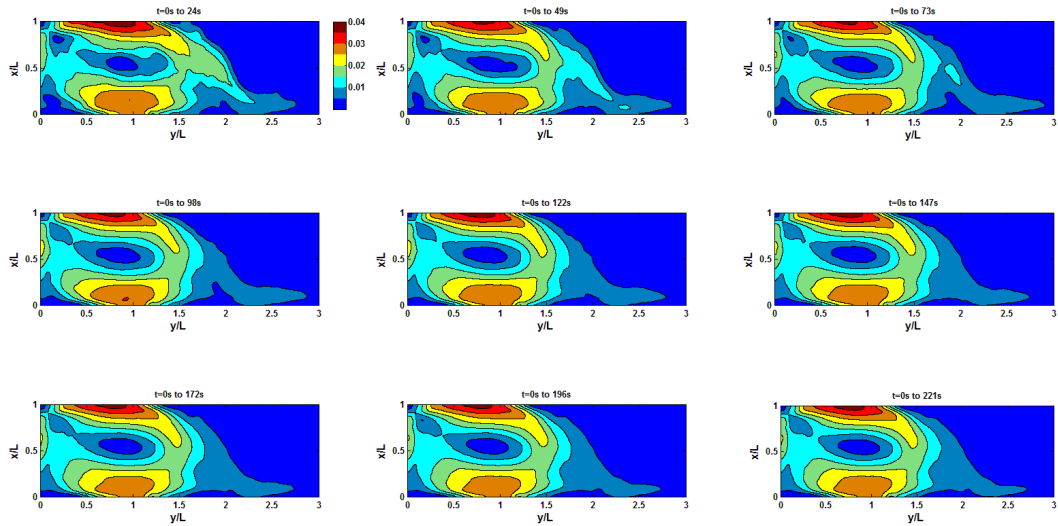 t=0s to 24s
t=0s to 49s
t=0s to 73s
1
0.5
0
x/L
0 0.5 1 1.5 2 2.5 3
y/L
0.04
0.03
0.02
0.01
1
0.5
0
x/L
0 0.5 1 1.5 2 2.5 3
y/L
1
0.5
0
x/L
0 0.5 1 1.5 2 2.5 3
y/L
t=0s to 98s
t=0s to 122s
t=0s to 147s
1
0.5
0
x/L
0 0.5 1 1.5 2 2.5 3
y/L
1
0.5
0
x/L
0 0.5 1 1.5 2 2.5 3
y/L
1
0.5
0
x/L
0 0.5 1 1.5 2 2.5 3
y/L
t=0s to 172s
t=0s to 196s
t=0s to 221s
1
0.5
0
x/L
0 0.5 1 1.5 2 2.5 3
y/L
1
0.5
0
x/L
0 0.5 1 1.5 2 2.5 3
y/L
1
0.5
0
x/L
0 0.5 1 1.5 2 2.5 3
y/L